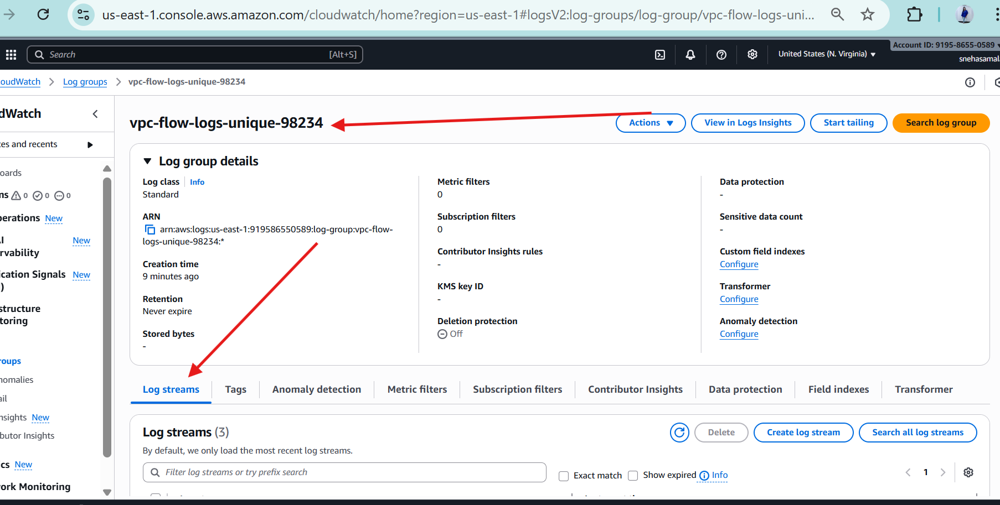 us-east-1.console.aws.amazon.com/cloudwatch/home?region=us-east-1#logsV2:log-groups/log-group/vpc-flow-logs-uni...
Search [Alt+S]
United States (N. Virginia)
Account ID: 9195-8655-0589
snehasamal
oudWatch
Log groups
vpc-flow-logs-unique-98234
dWatch
es and recents
oards
ns 0 0 0
erations New
AI New
rvability
ication Signals New
)
structure
toring
roups
nomalies
ail
nsights New
butor Insights
cs New
ork Monitoring
vpc-flow-logs-unique-98234
Actions
View in Logs Insights
Start tailing
Search log group
Log group details
Log class Info
Standard
ARN
arn:aws:logs:us-east-1:919586550589:log-group:vpc-flow-
logs-unique-98234:*
Creation time
9 minutes ago
Retention
Never expire
Stored bytes
-
Metric filters
0
Subscription filters
0
Contributor Insights rules
-
KMS key ID
-
Deletion protection
Off
Data protection
-
Sensitive data count
-
Custom field indexes
Configure
Transformer
Configure
Anomaly detection
Configure
Log streams
Tags
Anomaly detection
Metric filters
Subscription filters
Contributor Insights
Data protection
Field indexes
Transformer
Log streams (3)
Delete
Create log stream
Search all log streams
By default, we only load the most recent log streams.
Filter log streams or try prefix search
Exact match
Show expired
Info
1